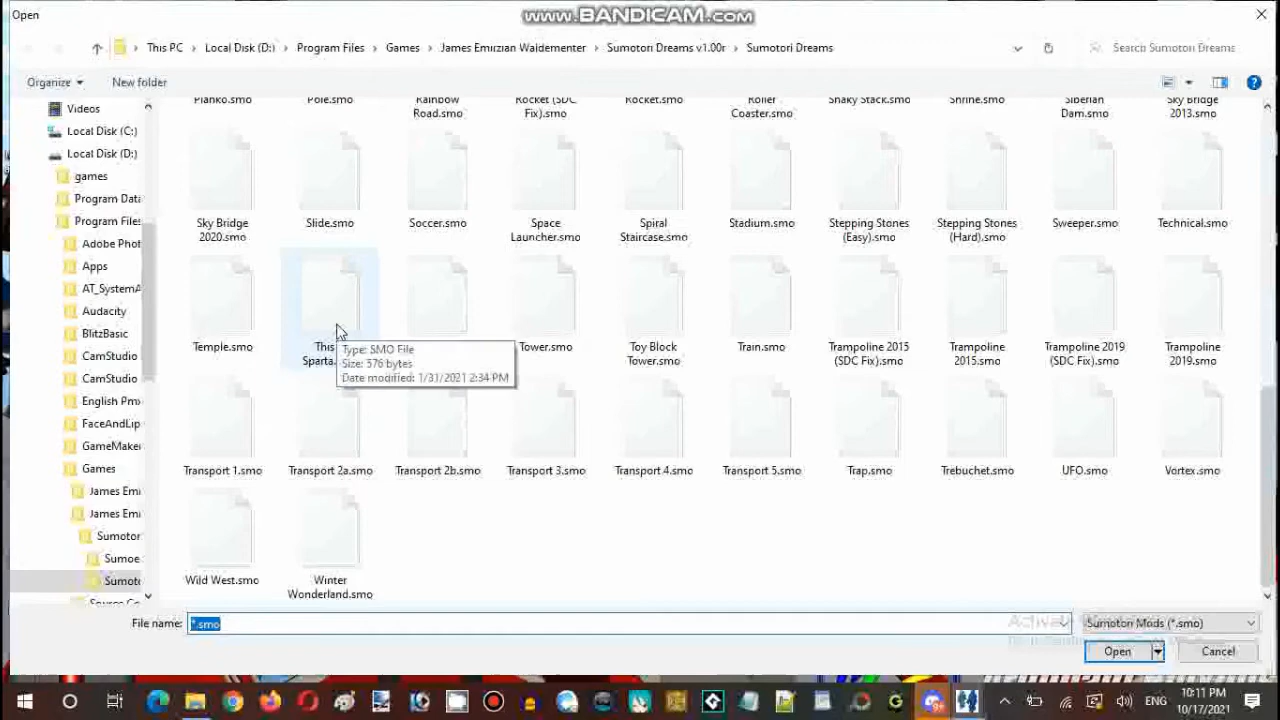 Open
www.BANDICAM.com
This PC › Local Disk (D:) › Program Files › Games › James Emirzian Waldementer › Sumotori Dreams v1.00r › Sumotori Dreams
Search Sumotori Dreams
Organize
New folder
Videos
Local Disk (C:)
Local Disk (D:)
games
Program Data
Program Files
Adobe Phot
Apps
AT_SystemA
Audacity
BlitzBasic
CamStudio
CamStudio
English Pmx
FaceAndLip
GameMaker
Games
James Emi
James Emi
Sumotor
Sumoe
Sumoto
Planko.smo
Pole.smo
Rainbow
Road.smo
Rocket (SDC
Fix).smo
Rocket.smo
Roller
Coaster.smo
Shaky Stack.smo
Shrine.smo
Siberian
Dam.smo
Sky Bridge
2013.smo
Sky Bridge
2020.smo
Slide.smo
Soccer.smo
Space
Launcher.smo
Spiral
Staircase.smo
Stadium.smo
Stepping Stones
(Easy).smo
Stepping Stones
(Hard).smo
Sweeper.smo
Technical.smo
Temple.smo
This
Sparta.
Tower.smo
Toy Block
Tower.smo
Train.smo
Trampoline 2015
(SDC Fix).smo
Trampoline
2015.smo
Trampoline 2019
(SDC Fix).smo
Trampoline
2019.smo
Type: SMO File
Size: 576 bytes
Date modified: 1/31/2021 2:34 PM
Transport 1.smo
Transport 2a.smo
Transport 2b.smo
Transport 3.smo
Transport 4.smo
Transport 5.smo
Trap.smo
Trebuchet.smo
UFO.smo
Vortex.smo
Wild West.smo
Winter
Wonderland.smo
File name:
*.smo
Sumotori Mods (*.smo)
Open
Cancel
ENG
10:11 PM
10/17/2021